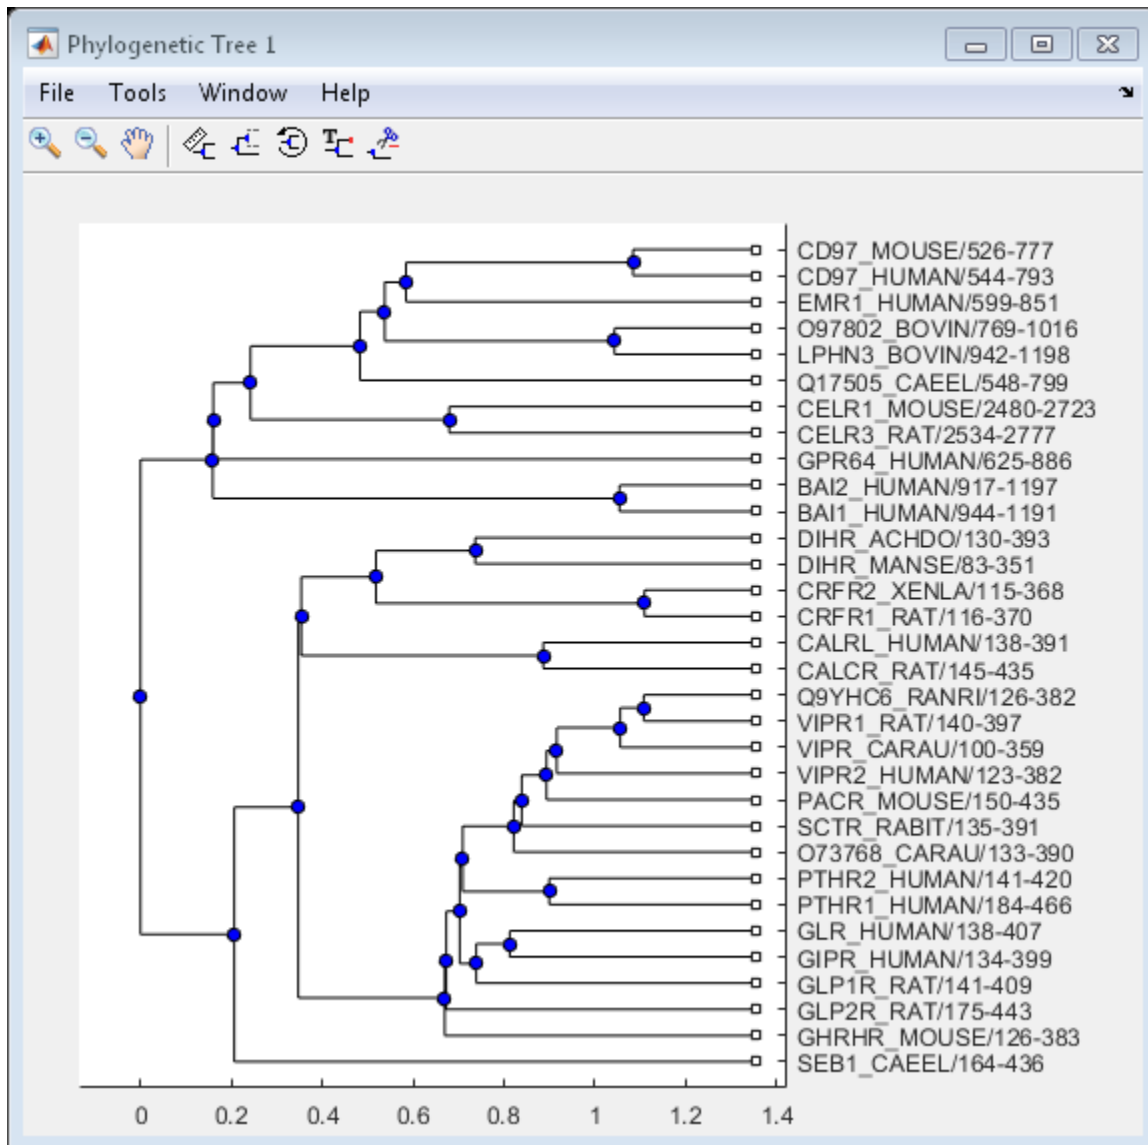 Phylogenetic Tree 1
File Tools Window Help
CD97_MOUSE/526-777
CD97_HUMAN/544-793
EMR1_HUMAN/599-851
O97802_BOVIN/769-1016
LPHN3_BOVIN/942-1198
Q17505_CAEEL/548-799
CELR1_MOUSE/2480-2723
CELR3_RAT/2534-2777
GPR64_HUMAN/625-886
BAI2_HUMAN/917-1197
BAI1_HUMAN/944-1191
DIHR_ACHDO/130-393
DIHR_MANSE/83-351
CRFR2_XENLA/115-368
CRFR1_RAT/116-370
CALRL_HUMAN/138-391
CALCR_RAT/145-435
Q9YHC6_RANRI/126-382
VIPR1_RAT/140-397
VIPR_CARAU/100-359
VIPR2_HUMAN/123-382
PACR_MOUSE/150-435
SCTR_RABIT/135-391
O73768_CARAU/133-390
PTHR2_HUMAN/141-420
PTHR1_HUMAN/184-466
GLR_HUMAN/138-407
GIPR_HUMAN/134-399
GLP1R_RAT/141-409
GLP2R_RAT/175-443
GHRHR_MOUSE/126-383
SEB1_CAEEL/164-436
0 0.2 0.4 0.6 0.8 1 1.2 1.4